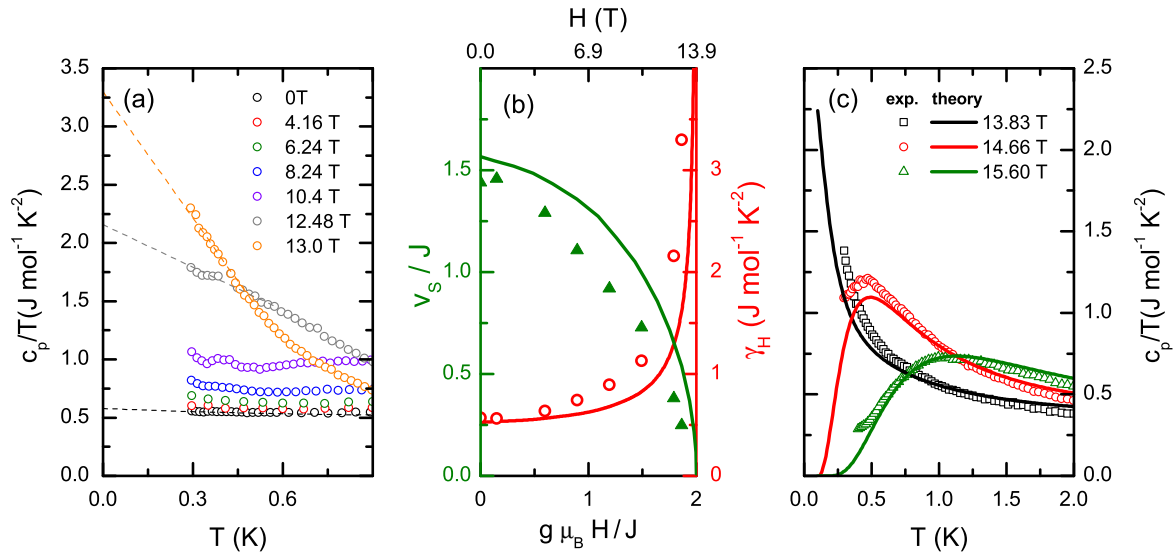 (a)
0T
4.16 T
6.24 T
8.24 T
10.4 T
12.48 T
13.0 T
3.5
3.0
2.5
2.0
1.5
1.0
0.5
0.0
c_p/T(J mol^-1 K^-2)
0.0 0.3 0.6
T (K)
H (T)
0.0 6.9 13.9
(b)
1.5
1.0
0.5
0.0
v_S / J
3
2
1
0
γ_H (J mol^-1 K^-2)
0 1 2
g μ_B H / J
(c)
exp. theory
13.83 T
14.66 T
15.60 T
2.5
2.0
1.5
1.0
0.5
0.0
c_p/T(J mol^-1 K^-2)
0.0 0.5 1.0 1.5 2.0
T (K)